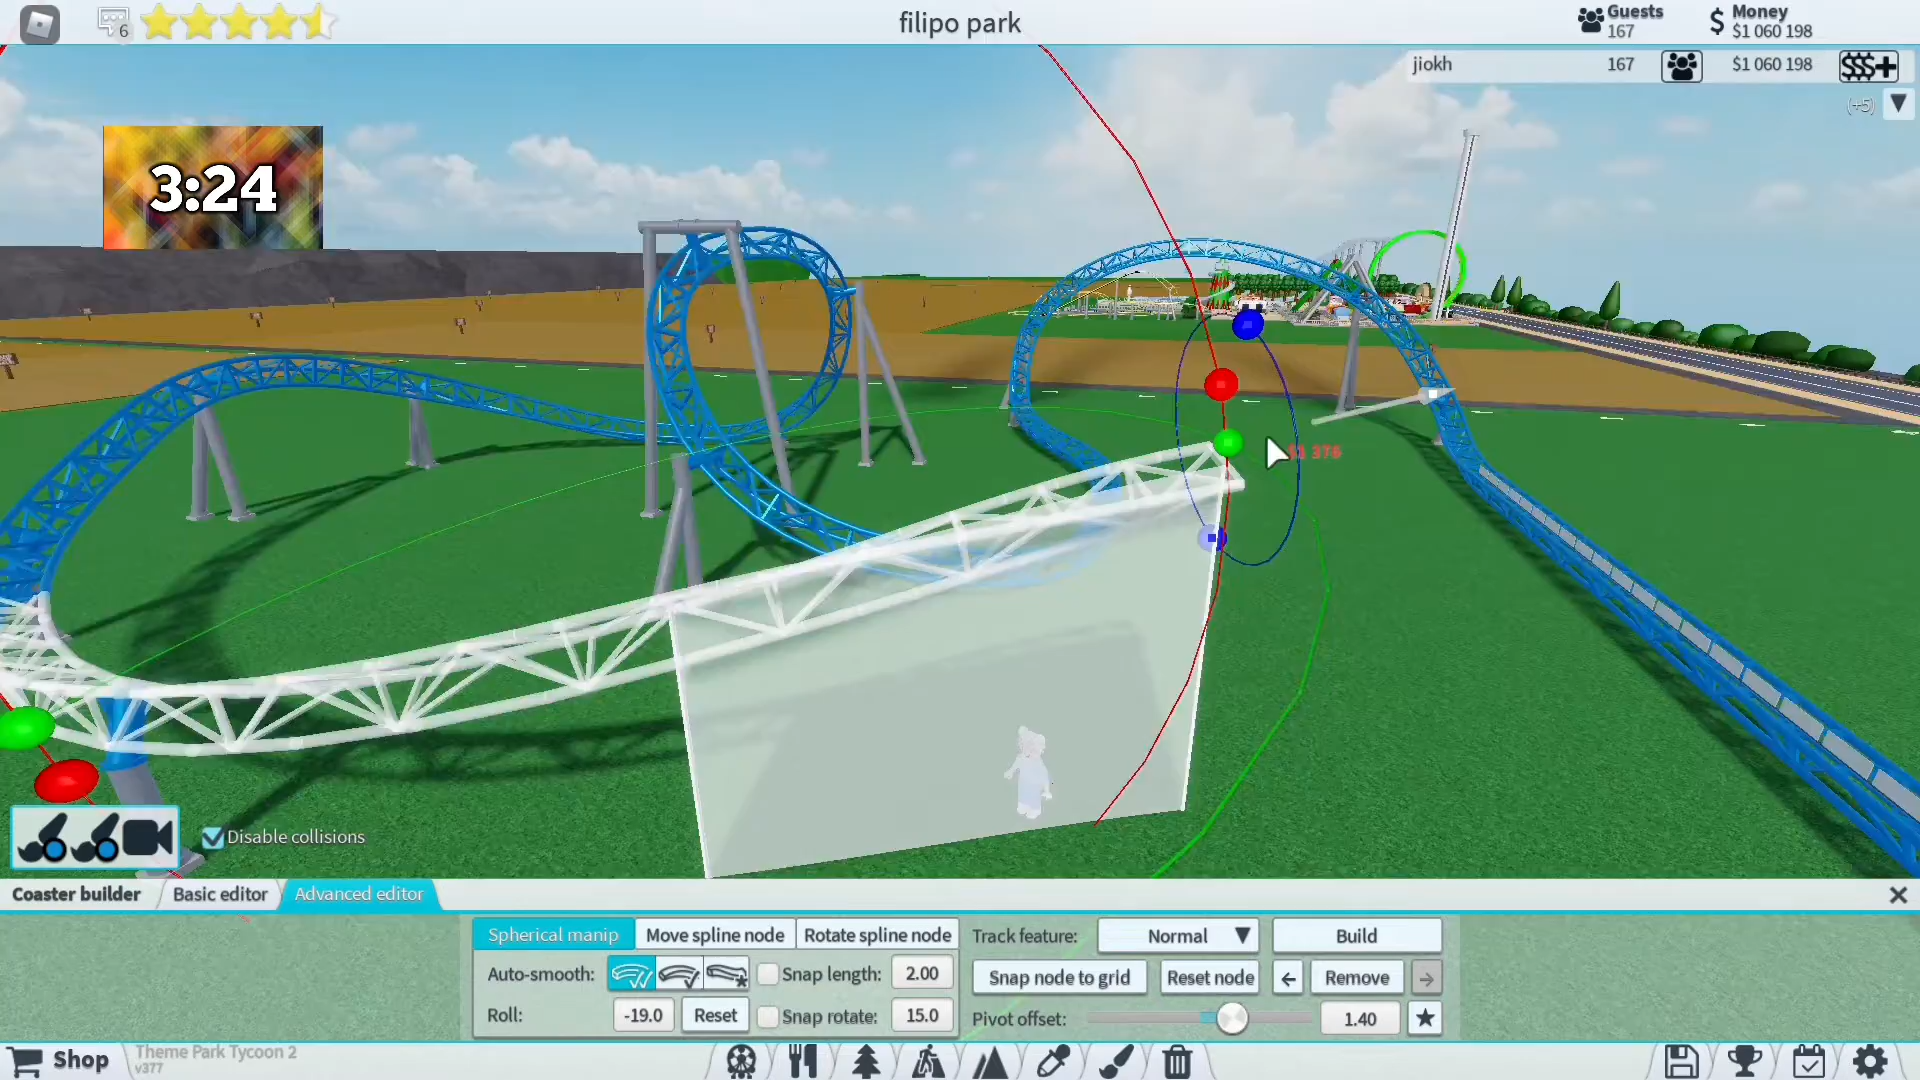 6
filipo park
Guests
167
Money
$1 060 198
jiokh
167
$1 060 198
$$$+
(+5)
3:24
$1 376
Disable collisions
Coaster builder
Basic editor
Advanced editor
Spherical manip
Move spline node
Rotate spline node
Auto-smooth:
Snap length:
2.00
Roll:
-19.0
Reset
Snap rotate:
15.0
Track feature:
Normal
Build
Snap node to grid
Reset node
Remove
Pivot offset:
1.40
Shop
Theme Park Tycoon 2
v377